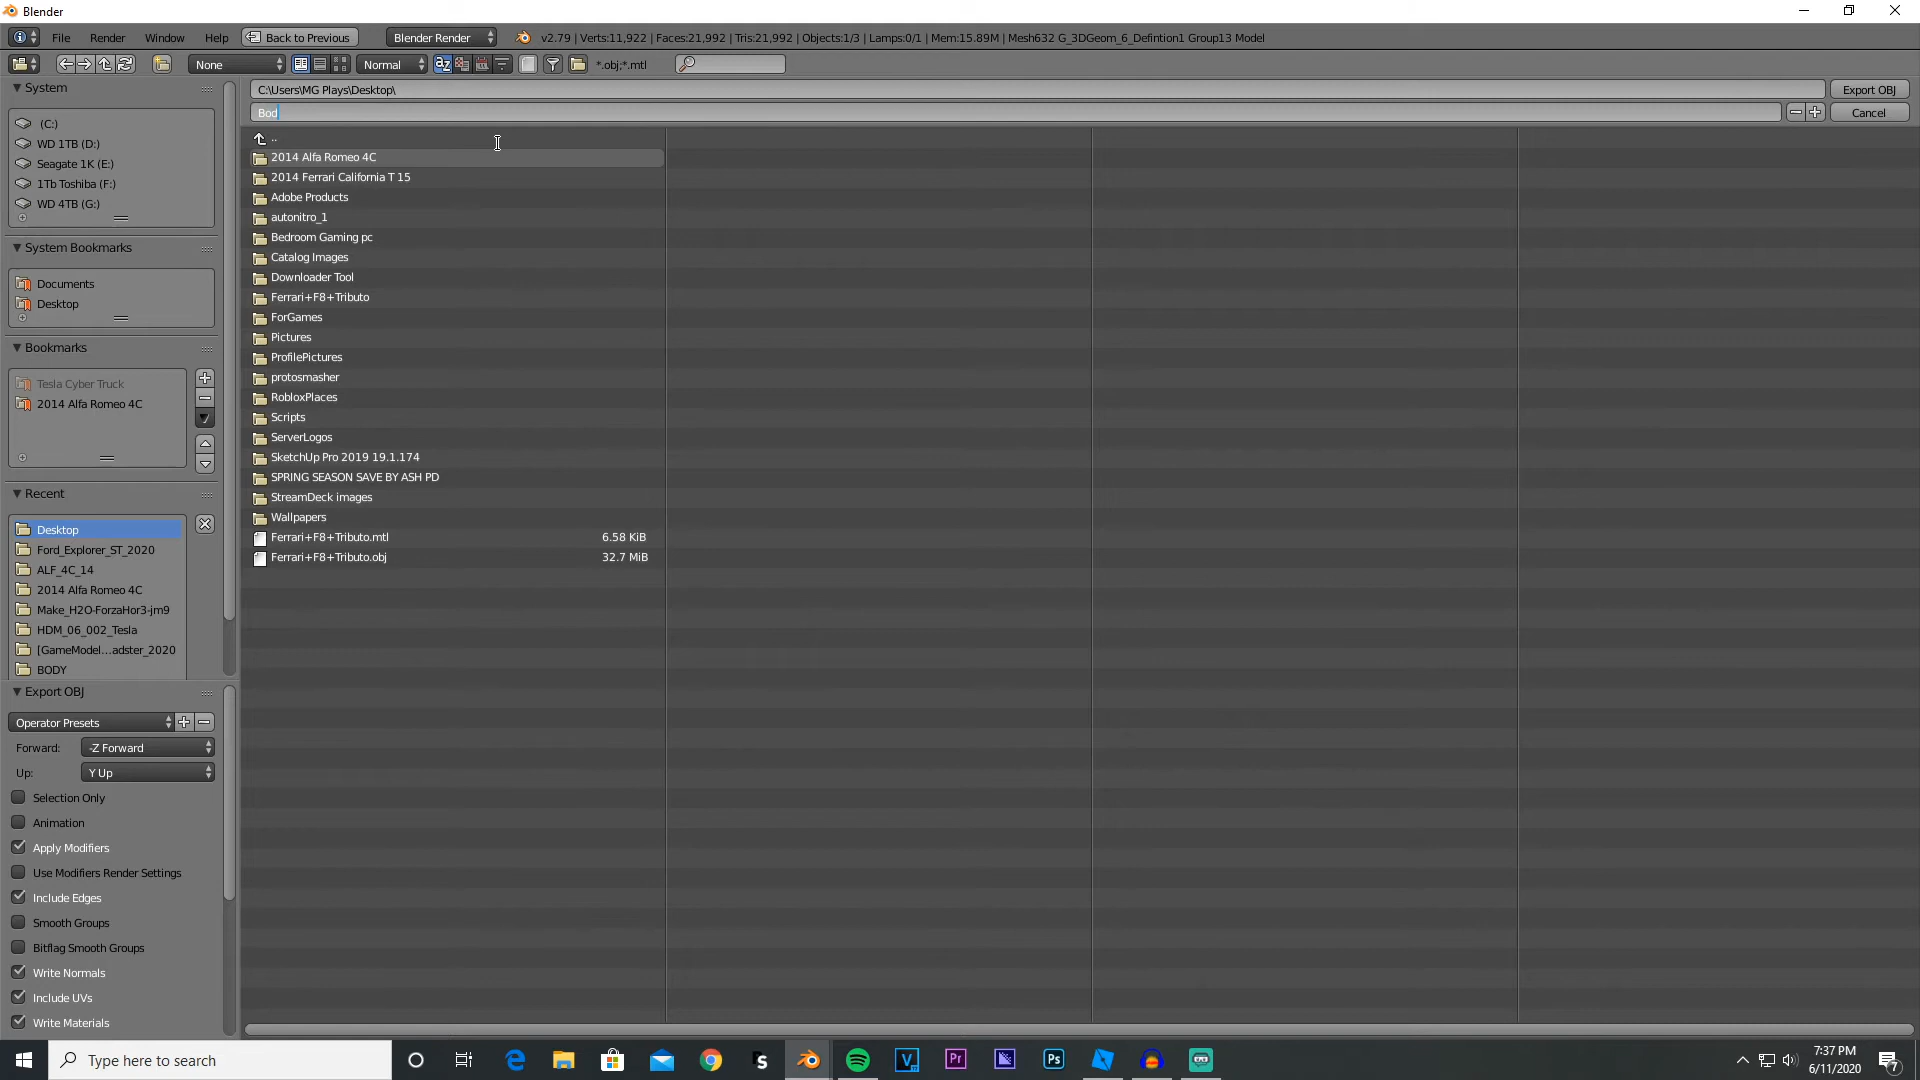 Blender
File Render Window Help Back to Previous Blender Render v2.79 | Verts:11,922 | Faces:21,992 | Tris:21,992 | Objects:1/3 | Lamps:0/1 | Mem:15.89M | Mesh632 G_3DGeom_6_Defintion1 Group13 Model
None Normal *.obj;*.mtl
System
(C:)
WD 1TB (D:)
Seagate 1K (E:)
1Tb Toshiba (F:)
WD 4TB (G:)
System Bookmarks
Documents
Desktop
Bookmarks
Tesla Cyber Truck
2014 Alfa Romeo 4C
Recent
Desktop
Ford_Explorer_ST_2020
ALF_4C_14
2014 Alfa Romeo 4C
Make_H2O-ForzaHor3-jm9
HDM_06_002_Tesla
[GameModel...adster_2020
BODY
Export OBJ
Operator Presets
Forward: -Z Forward
Up: Y Up
Selection Only
Animation
Apply Modifiers
Use Modifiers Render Settings
Include Edges
Smooth Groups
Bitflag Smooth Groups
Write Normals
Include UVs
Write Materials
C:\Users\MG Plays\Desktop\ Export OBJ
Bod Cancel
..
2014 Alfa Romeo 4C
2014 Ferrari California T 15
Adobe Products
autonitro_1
Bedroom Gaming pc
Catalog Images
Downloader Tool
Ferrari+F8+Tributo
ForGames
Pictures
ProfilePictures
protosmasher
RobloxPlaces
Scripts
ServerLogos
SketchUp Pro 2019 19.1.174
SPRING SEASON SAVE BY ASH PD
StreamDeck images
Wallpapers
Ferrari+F8+Tributo.mtl 6.58 KiB
Ferrari+F8+Tributo.obj 32.7 MiB
Type here to search
7:37 PM
6/11/2020